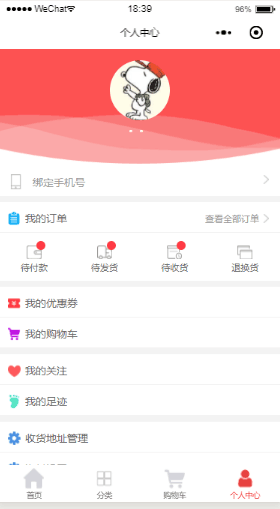 WeChat
18:39
96%
个人中心
绑定手机号
我的订单
查看全部订单
待付款
待发货
待收货
退换货
我的优惠券
我的购物车
我的关注
我的足迹
收货地址管理
首页
分类
购物车
个人中心